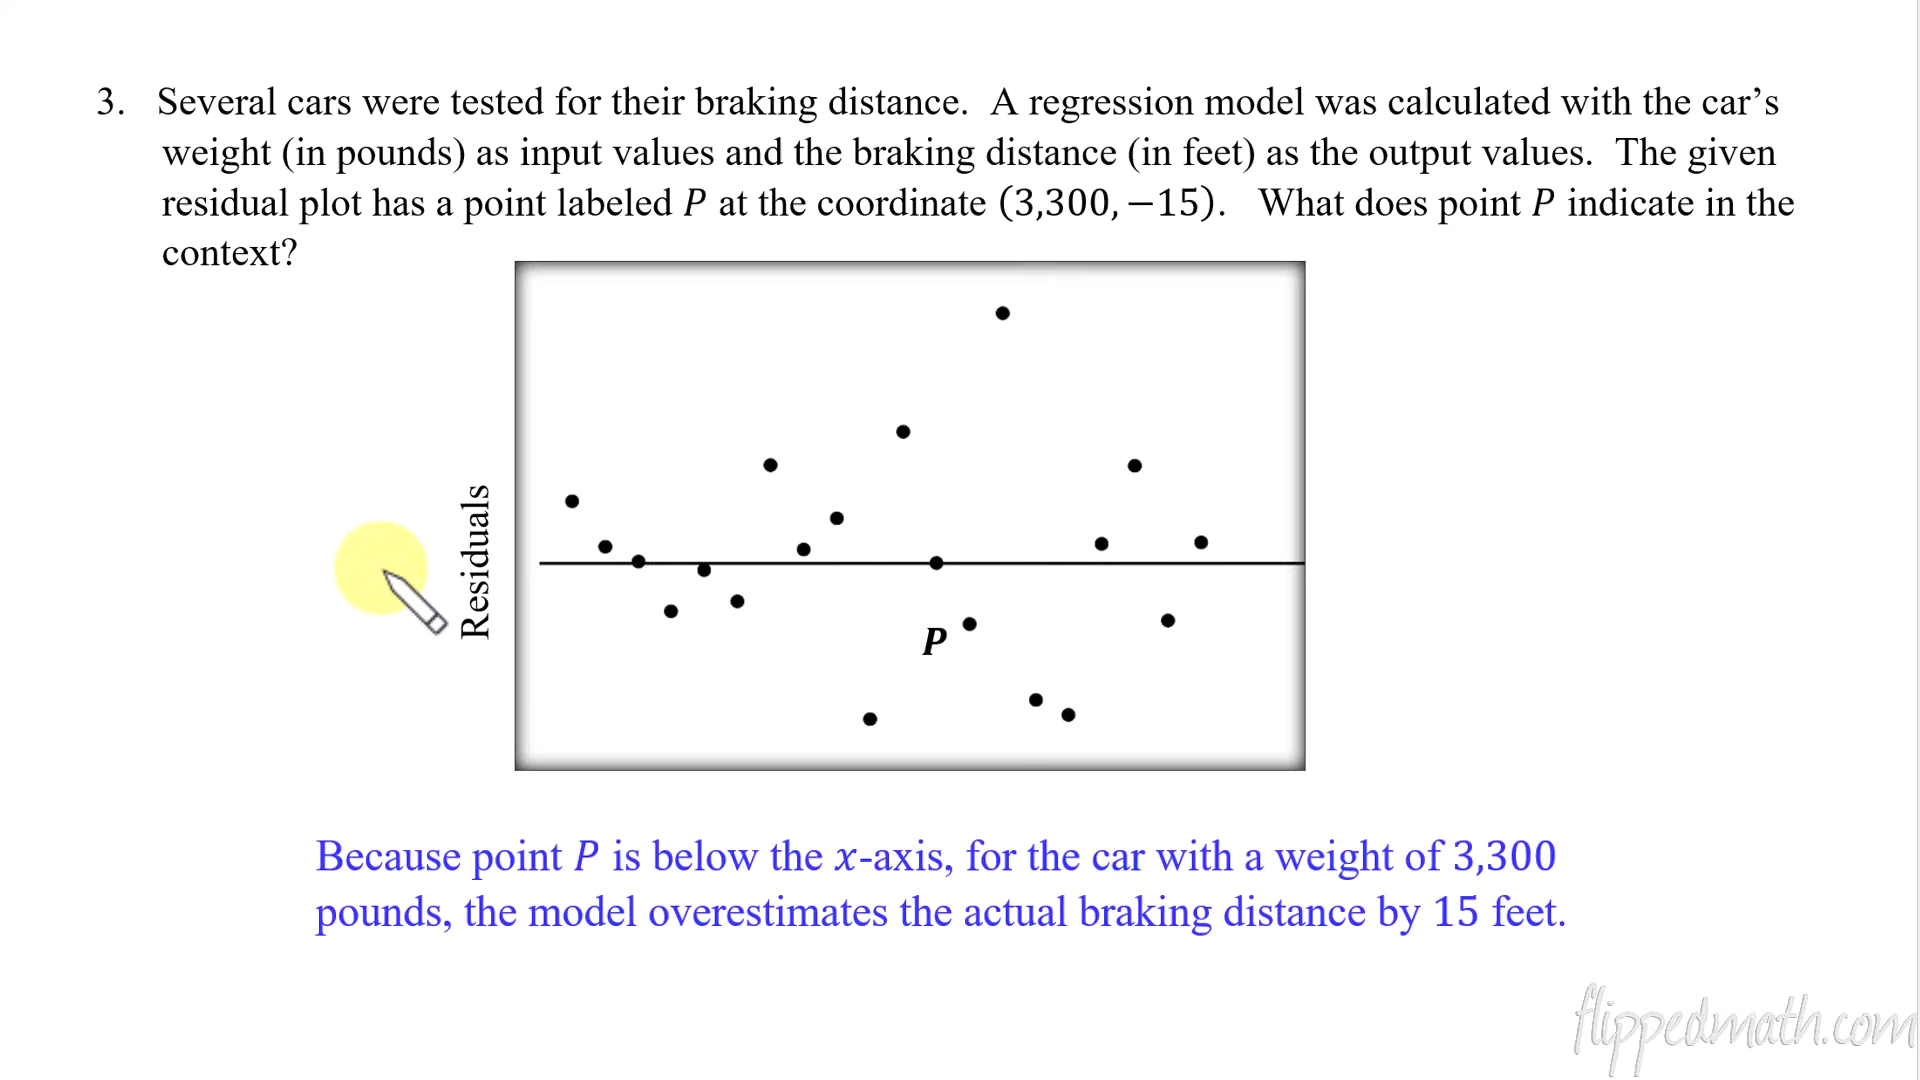 3. Several cars were tested for their braking distance. A regression model was calculated with the car’s
weight (in pounds) as input values and the braking distance (in feet) as the output values. The given
residual plot has a point labeled P at the coordinate (3,300, −15). What does point P indicate in the
context?
Residuals
P
Because point P is below the x-axis, for the car with a weight of 3,300
pounds, the model overestimates the actual braking distance by 15 feet.
flippedmath.com